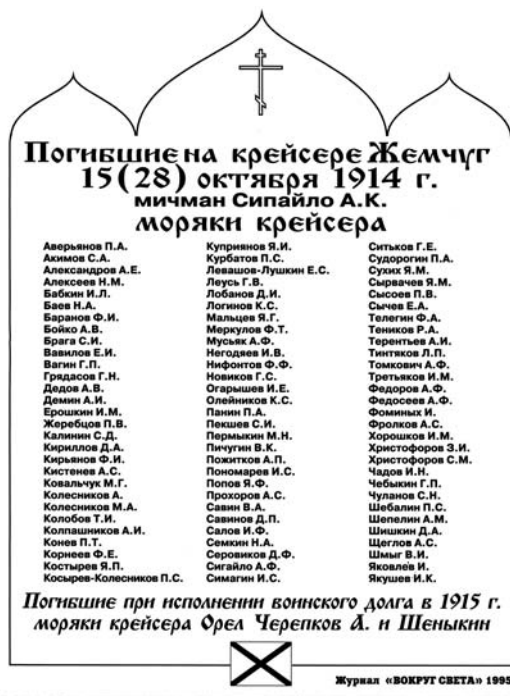 Погибшие на крейсере Жемчуг
15(28) октября 1914 г.
мичман Сипайло А.К.
моряки крейсера
Аверьянов П.А.
Акимов С.А.
Александров А.Е.
Алексеев Н.М.
Бабкин И.Л.
Баев Н.А.
Баранов Ф.И.
Бойко А.В.
Брага С.И.
Вавилов Е.И.
Вагин Г.П.
Грядасов Г.Н.
Дедов А.В.
Демин А.И.
Ерошкин И.М.
Жеребцов П.В.
Калинин С.Д.
Кириллов Д.А.
Кирьянов Ф.И.
Кистенев А.С.
Ковальчук М.Г.
Колесников А.
Колесников М.А.
Колобов Т.И.
Колпашников А.И.
Конев П.Т.
Корнеев Ф.Е.
Костырев Я.П.
Косырев-Колесников П.С.
Куприянов Я.И.
Курбатов П.С.
Левашов-Лушкин Е.С.
Леусь Г.В.
Лобанов Д.И.
Логинов К.С.
Мальцев Я.Г.
Меркулов Ф.Т.
Мусьяк А.Ф.
Негодяев И.В.
Нифонтов Ф.Ф.
Новиков Г.С.
Огарышев И.Е.
Олейников К.С.
Панин П.А.
Пекшев С.И.
Пермыкин М.Н.
Пичугин В.К.
Пожитков А.П.
Пономарев И.С.
Попов Я.Ф.
Прохоров А.С.
Савин В.А.
Савинов Д.П.
Салов И.Ф.
Семкин Н.А.
Серовиков Д.Ф.
Сигайло А.Ф.
Симагин И.С.
Ситьков Г.Е.
Судорогин П.А.
Сухих Я.М.
Сырвачев Я.М.
Сысоев П.В.
Сычев Е.А.
Телегин Ф.А.
Теников Р.А.
Терентьев А.И.
Тинтяков Л.П.
Томкович А.Ф.
Третьяков И.М.
Федоров А.Ф.
Федосеев А.Ф.
Фоминых И.
Фролков А.С.
Хорошков И.М.
Христофоров З.И.
Христофоров С.М.
Чадов И.Н.
Чебыкин Г.П.
Чуланов С.Н.
Шебалин П.С.
Шепелин А.М.
Шишкин Д.А.
Щеглов А.С.
Шмыг В.И.
Яковлев И.
Якушев И.К.
Погибшие при исполнении воинского долга в 1915 г.
моряки крейсера Орел Черепков А. и Шеныкин
Журнал «ВОКРУГ СВЕТА» 1995